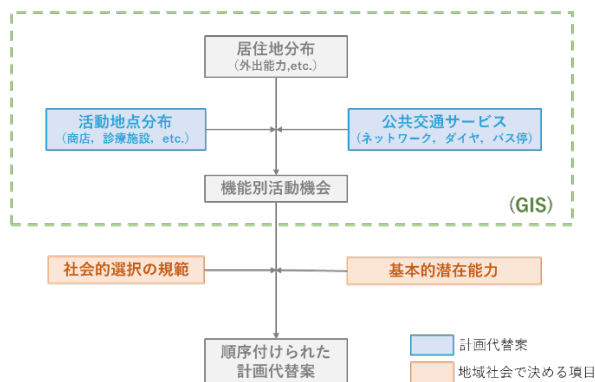 居住地分布
（外出能力,etc.）
活動地点分布
（商店，診療施設，etc.）
公共交通サービス
（ネットワーク，ダイヤ，バス停）
機能別活動機会
（GIS）
社会的選択の規範
基本的潜在能力
順序付けられた
計画代替案
計画代替案
地域社会で決める項目